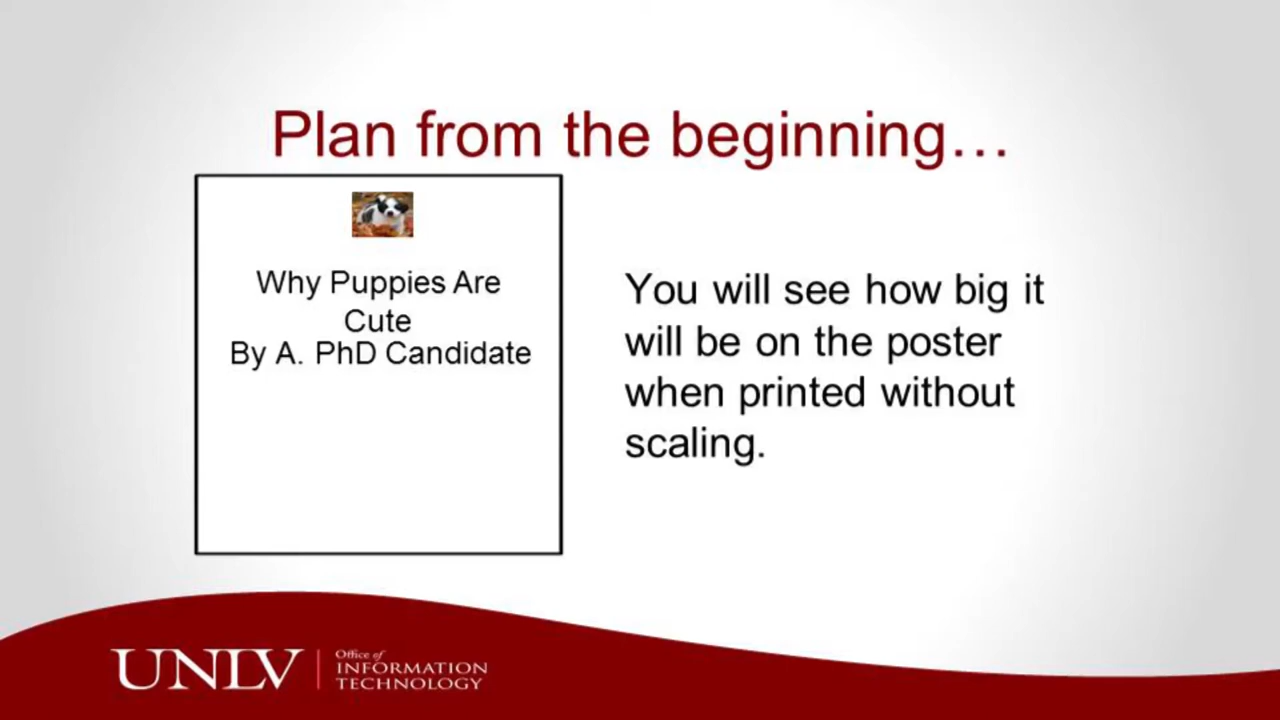 Plan from the beginning…
Why Puppies Are
Cute
By A. PhD Candidate
You will see how big it
will be on the poster
when printed without
scaling.
UNLV
Office of
INFORMATION
TECHNOLOGY